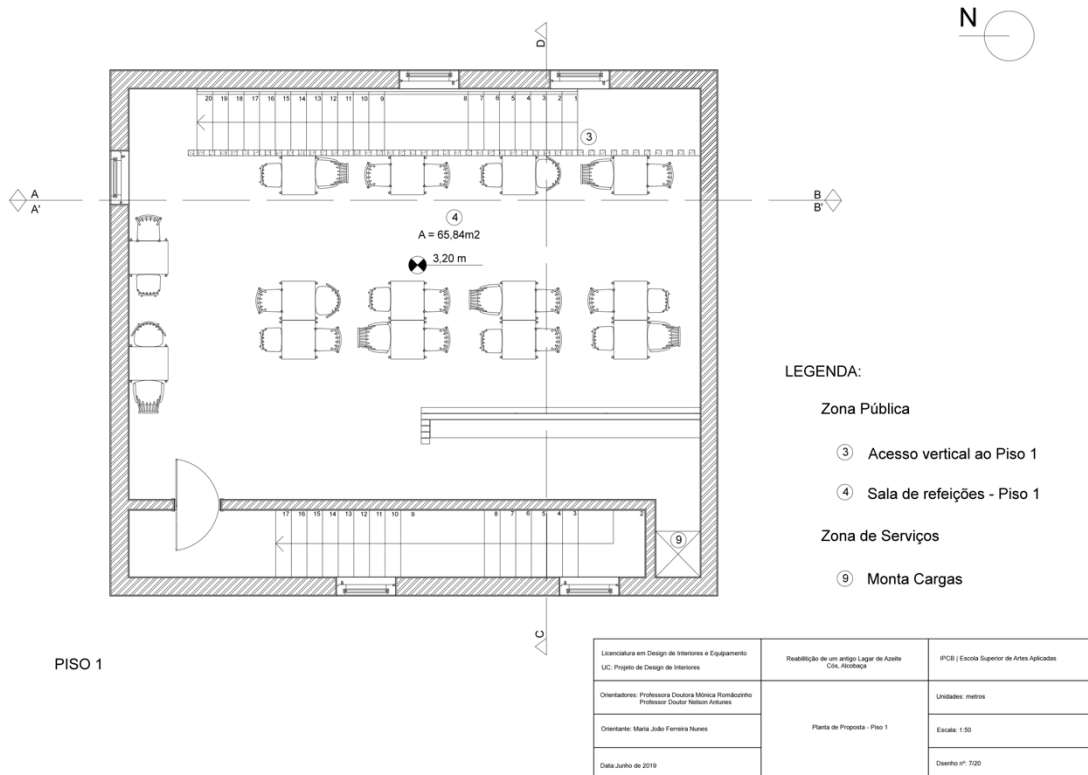 N
D
20 19 18 17 16 15 14 13 12 11 10 9 8 7 6 5 4 3 2 1
3
A
A'
B
B'
4
A = 65,84m2
3,20 m
LEGENDA:
Zona Pública
3 Acesso vertical ao Piso 1
4 Sala de refeições - Piso 1
Zona de Serviços
9 Monta Cargas
17 16 15 14 13 12 11 10 9 8 7 6 5 4 3 2
9
C
PISO 1
Licenciatura em Design de Interiores e Equipamento
UC: Projeto de Design de Interiores
Reabilitação de um antigo Lagar de Azeite
Cós, Alcobaça
IPCB | Escola Superior de Artes Aplicadas
Orientadores: Professora Doutora Mónica Romãozinho
Professor Doutor Nelson Antunes
Unidades: metros
Orientante: Maria João Ferreira Nunes
Planta de Proposta - Piso 1
Escala: 1:50
Data:Junho de 2019
Dsenho nº: 7/20